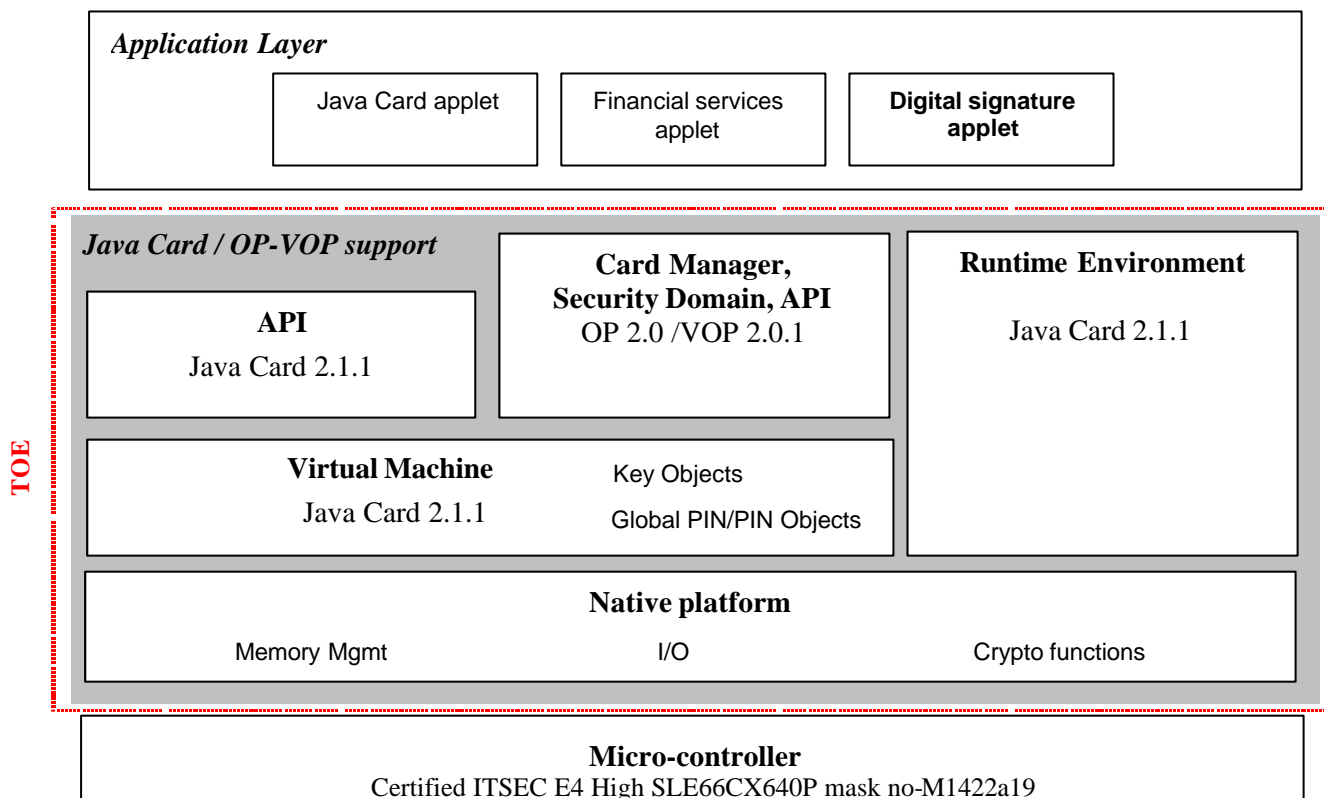 Application Layer
Java Card applet
Financial services
applet
Digital signature
applet
TOE
Java Card / OP-VOP support
API
Java Card 2.1.1
Card Manager,
Security Domain, API
OP 2.0 /VOP 2.0.1
Runtime Environment
Java Card 2.1.1
Virtual Machine
Java Card 2.1.1
Key Objects
Global PIN/PIN Objects
Native platform
Memory Mgmt
I/O
Crypto functions
Micro-controller
Certified ITSEC E4 High SLE66CX640P mask no-M1422a19